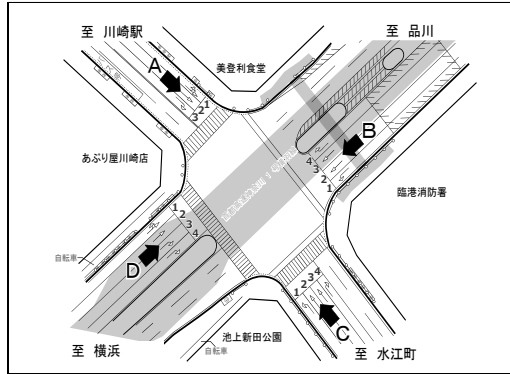 至 川崎駅
至 品川
美登利食堂
A
1
2
3
B
4
3
2
1
あぶり屋川崎店
臨港消防署
1
2
3
4
自転車
D
1
2
3
4
C
池上新田公園
自転車
至 横浜
至 水江町